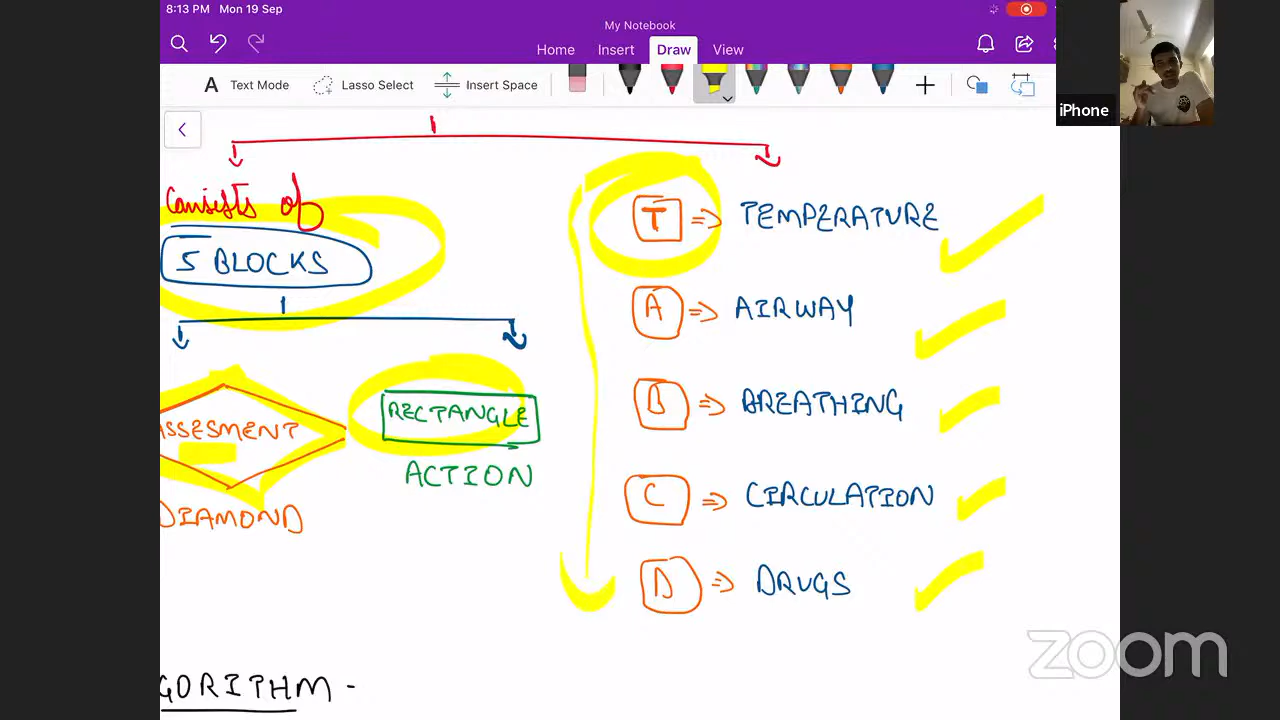 8:13 PM Mon 19 Sep
My Notebook
Home Insert Draw View
A Text Mode Lasso Select Insert Space
iPhone
Consists of
5 BLOCKS
ASSESMENT
DIAMOND
RECTANGLE
ACTION
T => TEMPERATURE
A => AIRWAY
B => BREATHING
C => CIRCULATION
D => DRUGS
GORITHM -
zoom